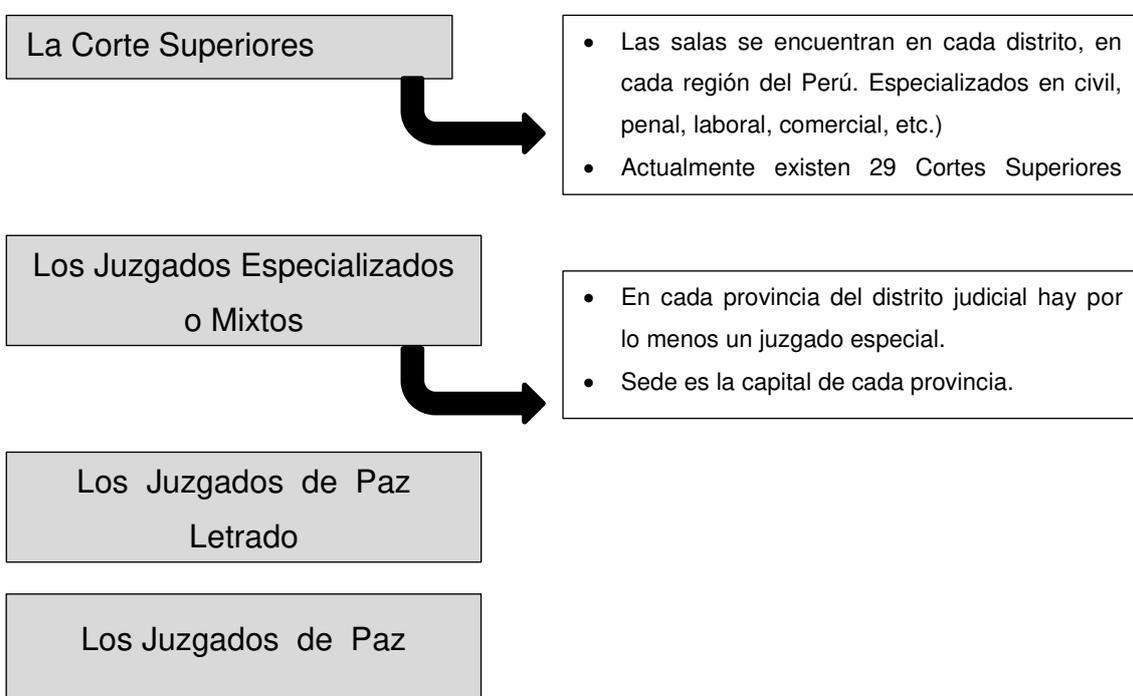 La Corte Superiores
• Las salas se encuentran en cada distrito, en
cada región del Perú. Especializados en civil,
penal, laboral, comercial, etc.)
• Actualmente existen 29 Cortes Superiores
Los Juzgados Especializados
o Mixtos
• En cada provincia del distrito judicial hay por
lo menos un juzgado especial.
• Sede es la capital de cada provincia.
Los Juzgados de Paz
Letrado
Los Juzgados de Paz